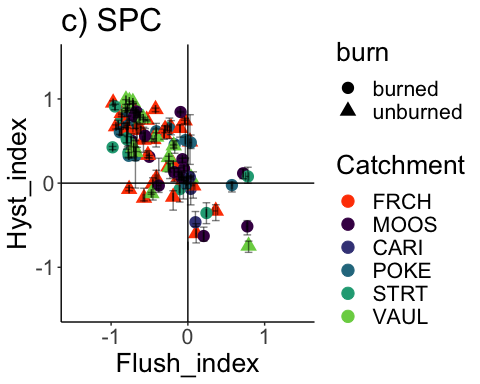 c) SPC
Hyst_index
1
0
-1
-1
0
1
Flush_index
burn
burned
unburned
Catchment
FRCH
MOOS
CARI
POKE
STRT
VAUL